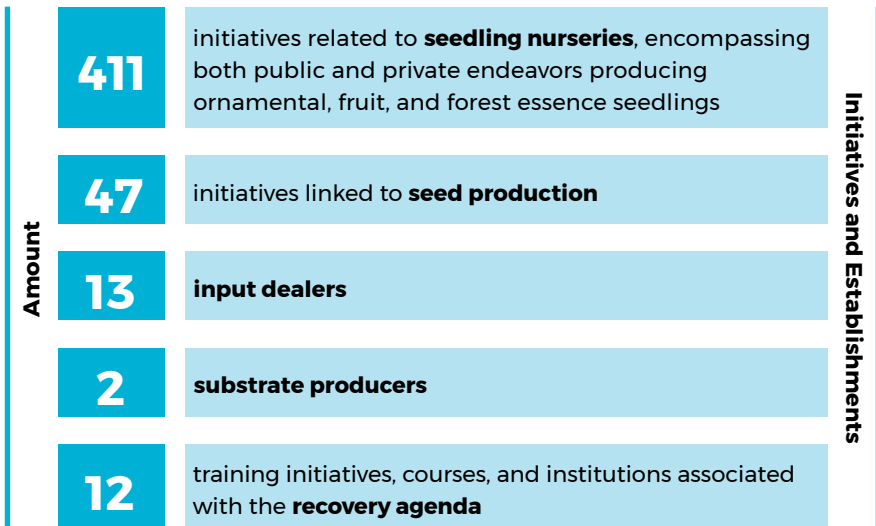 Amount
Initiatives and Establishments
411
initiatives related to seedling nurseries, encompassing
both public and private endeavors producing
ornamental, fruit, and forest essence seedlings
47
initiatives linked to seed production
13
input dealers
2
substrate producers
12
training initiatives, courses, and institutions associated
with the recovery agenda